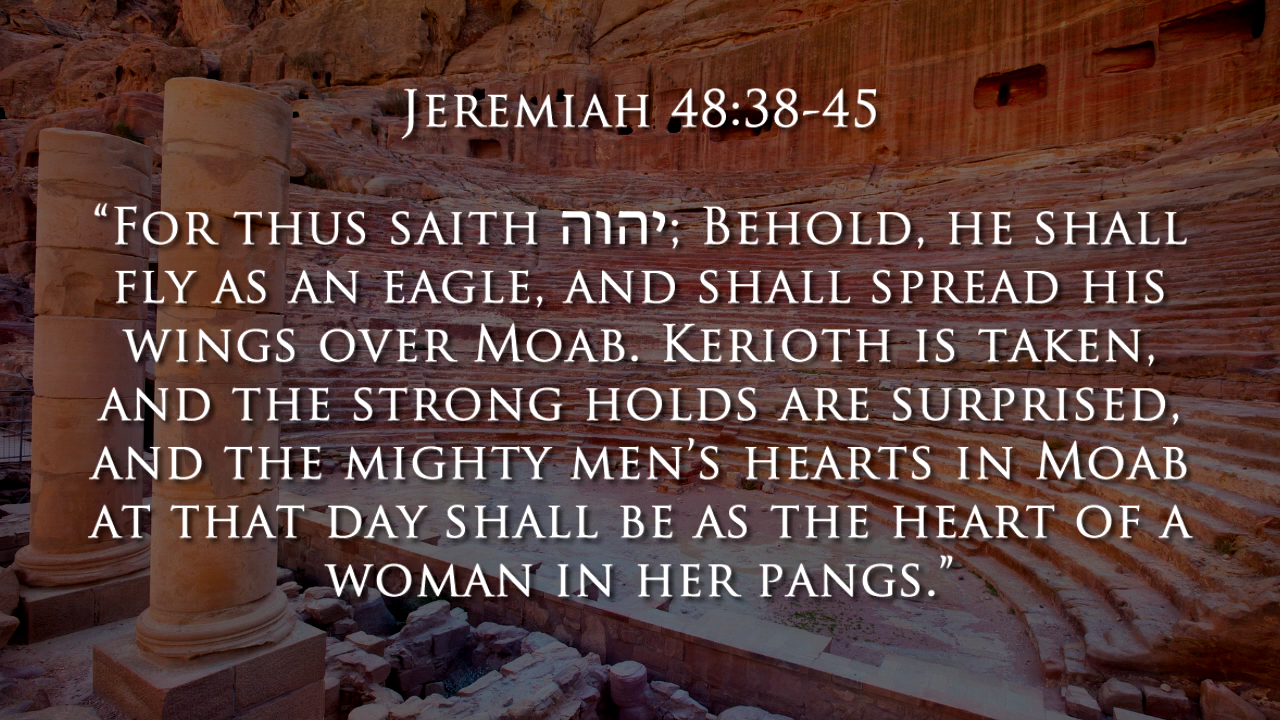 Jeremiah 48:38-45
“For thus saith יהוה; Behold, he shall
fly as an eagle, and shall spread his
wings over Moab. Kerioth is taken,
and the strong holds are surprised,
and the mighty men’s hearts in Moab
at that day shall be as the heart of a
woman in her pangs.”